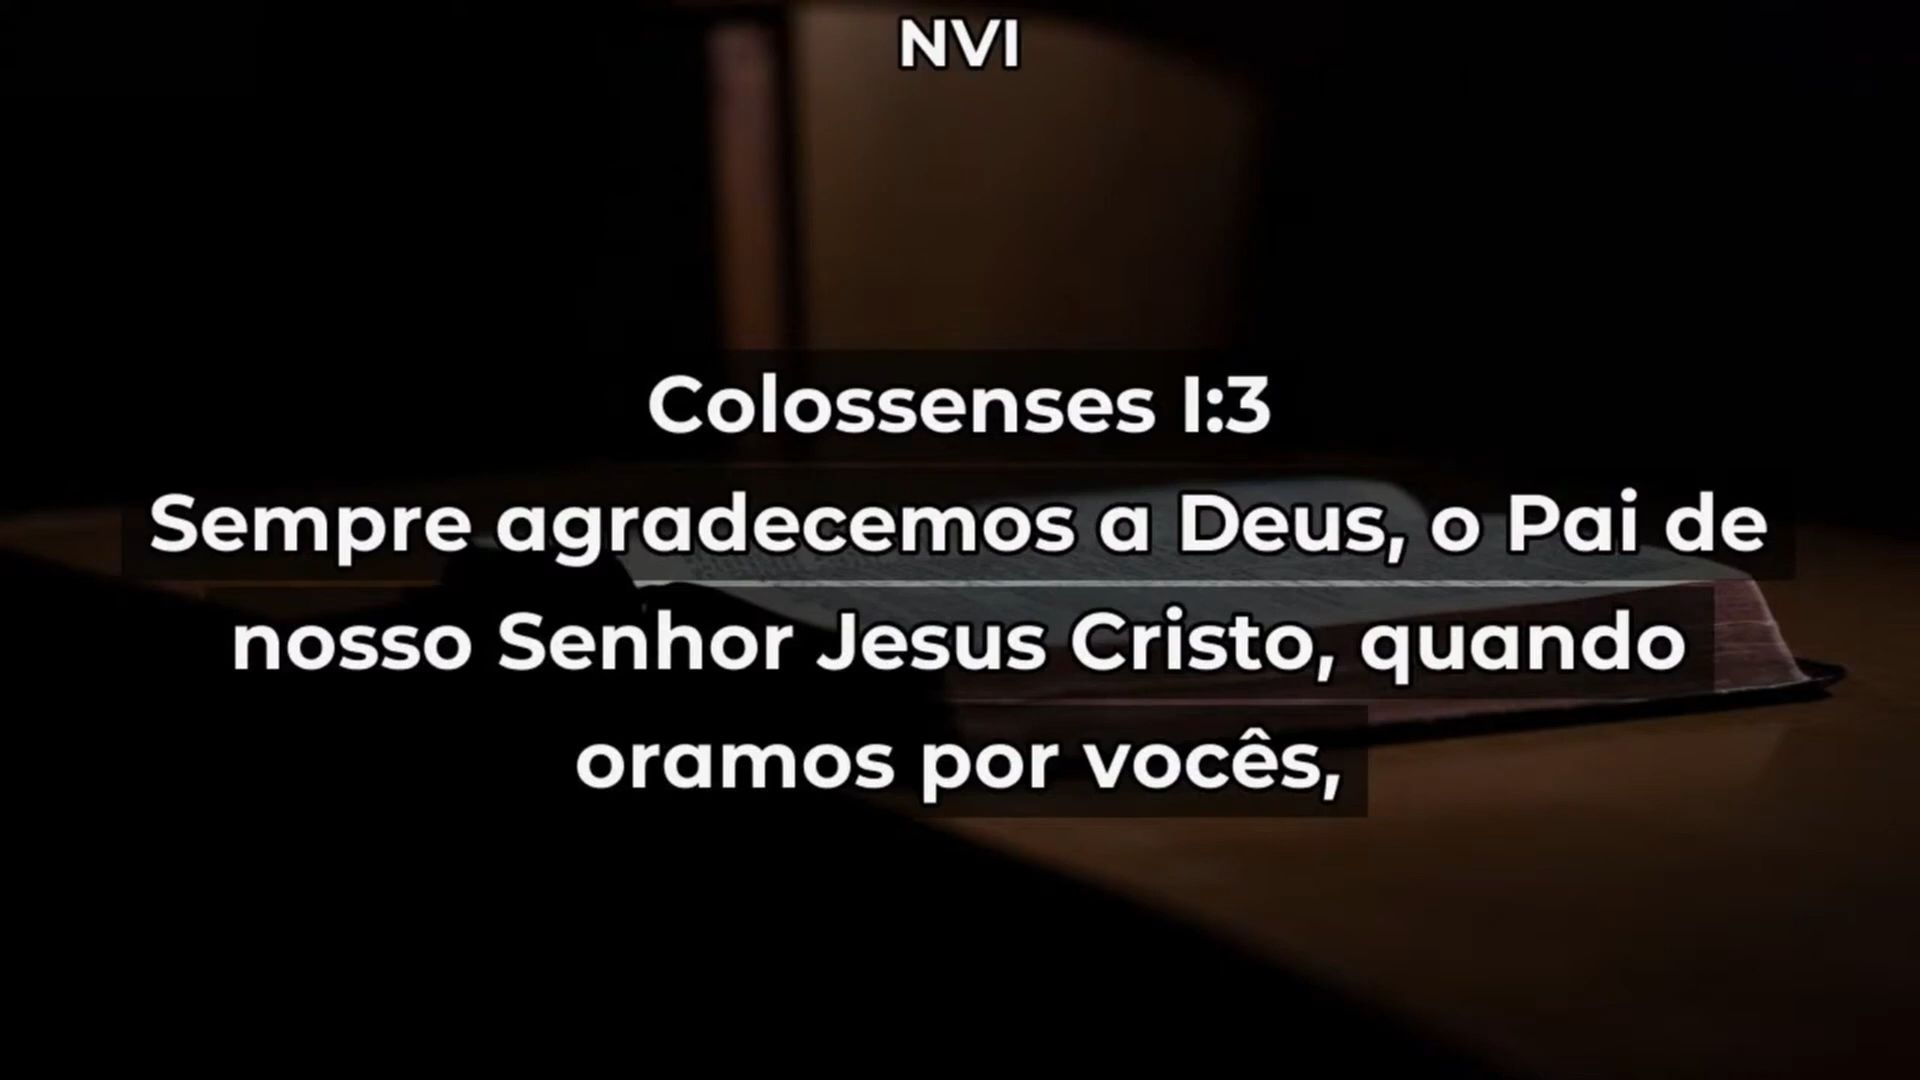 NVI
Colossenses 1:3
Sempre agradecemos a Deus, o Pai de
nosso Senhor Jesus Cristo, quando
oramos por vocês,